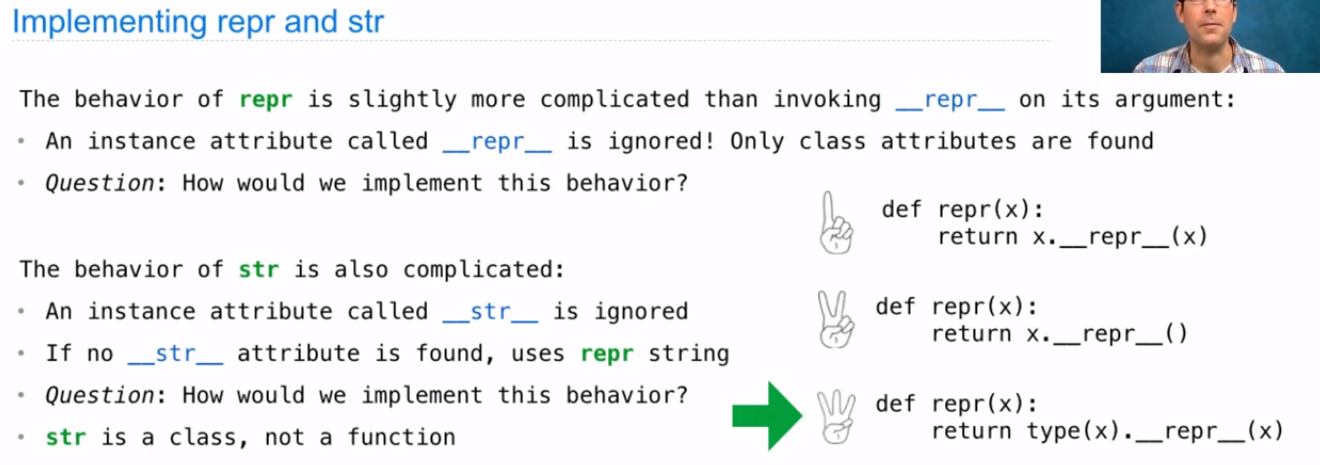 Implementing repr and str
The behavior of repr is slightly more complicated than invoking __repr__ on its argument:
• An instance attribute called __repr__ is ignored! Only class attributes are found
• Question: How would we implement this behavior?
def repr(x):
    return x.__repr__(x)
The behavior of str is also complicated:
• An instance attribute called __str__ is ignored
• If no __str__ attribute is found, uses repr string
• Question: How would we implement this behavior?
• str is a class, not a function
def repr(x):
    return x.__repr__()
def repr(x):
    return type(x).__repr__(x)